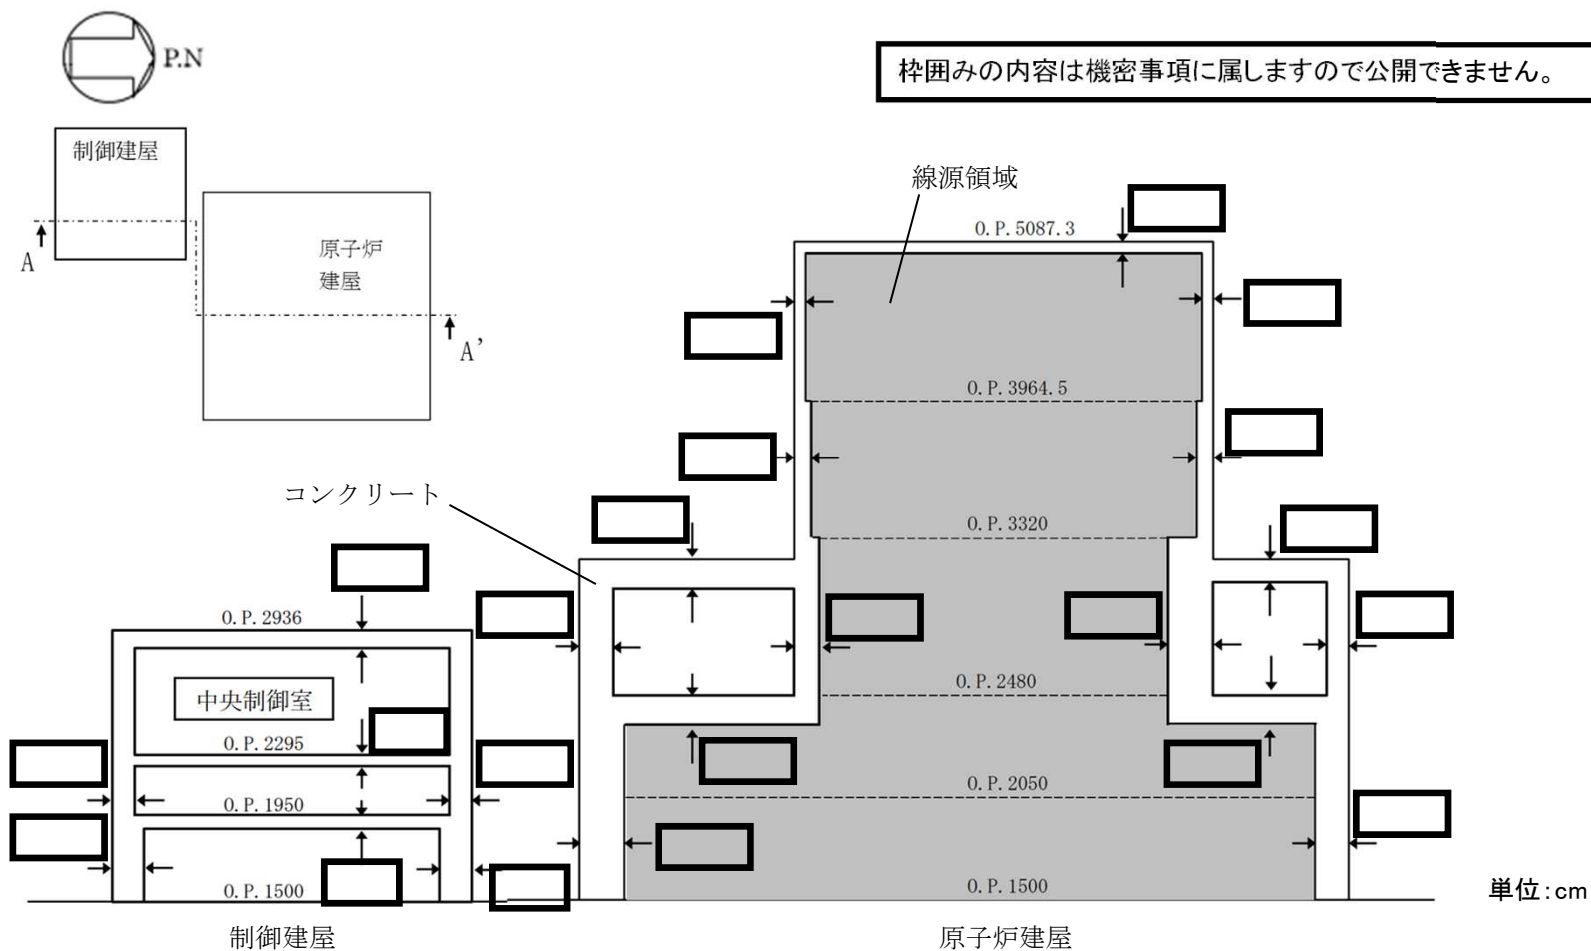 P.N
枠囲みの内容は機密事項に属しますので公開できません。
制御建屋
原子炉
建屋
A
A’
線源領域
O.P.5087.3
O.P.3964.5
コンクリート
O.P.3320
O.P.2936
中央制御室
O.P.2480
O.P.2295
O.P.2050
O.P.1950
O.P.1500
O.P.1500
単位:cm
制御建屋
原子炉建屋